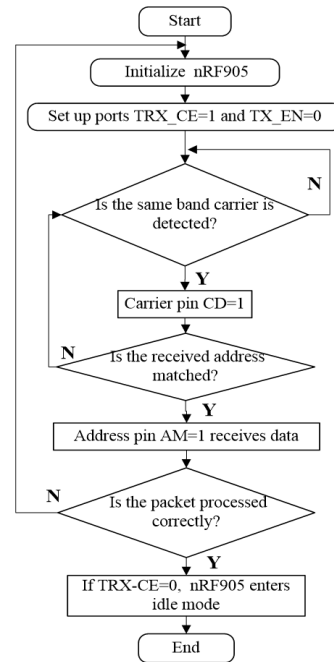 Start
Initialize nRF905
Set up ports TRX_CE=1 and TX_EN=0
N
Is the same band carrier is
detected?
Y
Carrier pin CD=1
N
Is the received address
matched?
Y
Address pin AM=1 receives data
N
Is the packet processed
correctly?
Y
If TRX-CE=0, nRF905 enters
idle mode
End